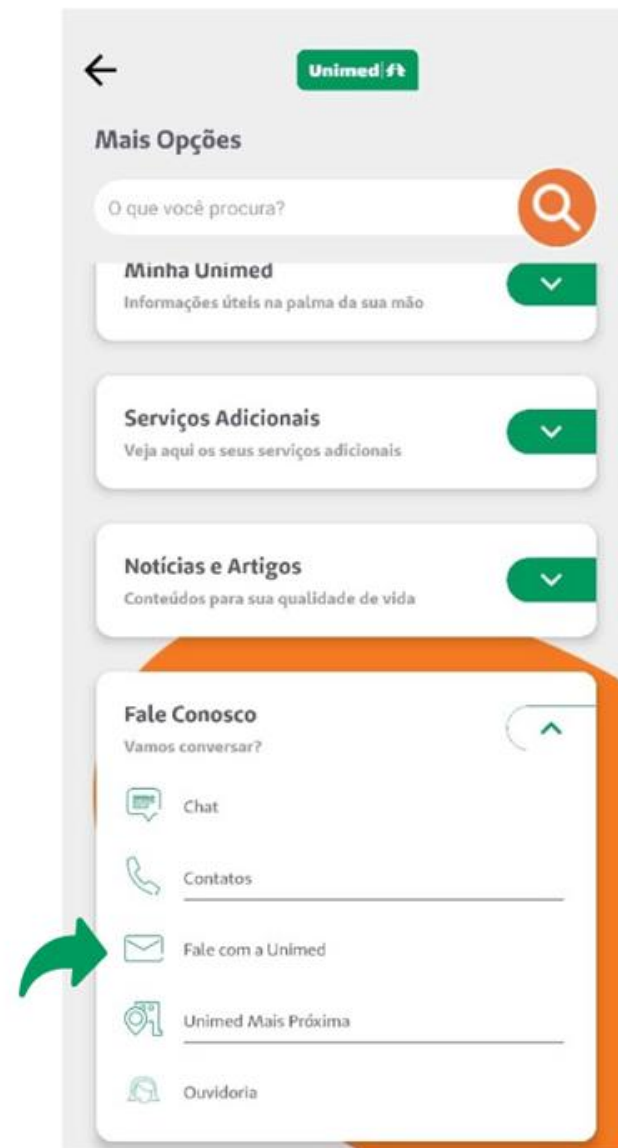 Unimed ft
Mais Opções
O que você procura?
Minha Unimed
Informações úteis na palma da sua mão
Serviços Adicionais
Veja aqui os seus serviços adicionais
Notícias e Artigos
Conteúdos para sua qualidade de vida
Fale Conosco
Vamos conversar?
Chat
Contatos
Fale com a Unimed
Unimed Mais Próxima
Ouvidoria